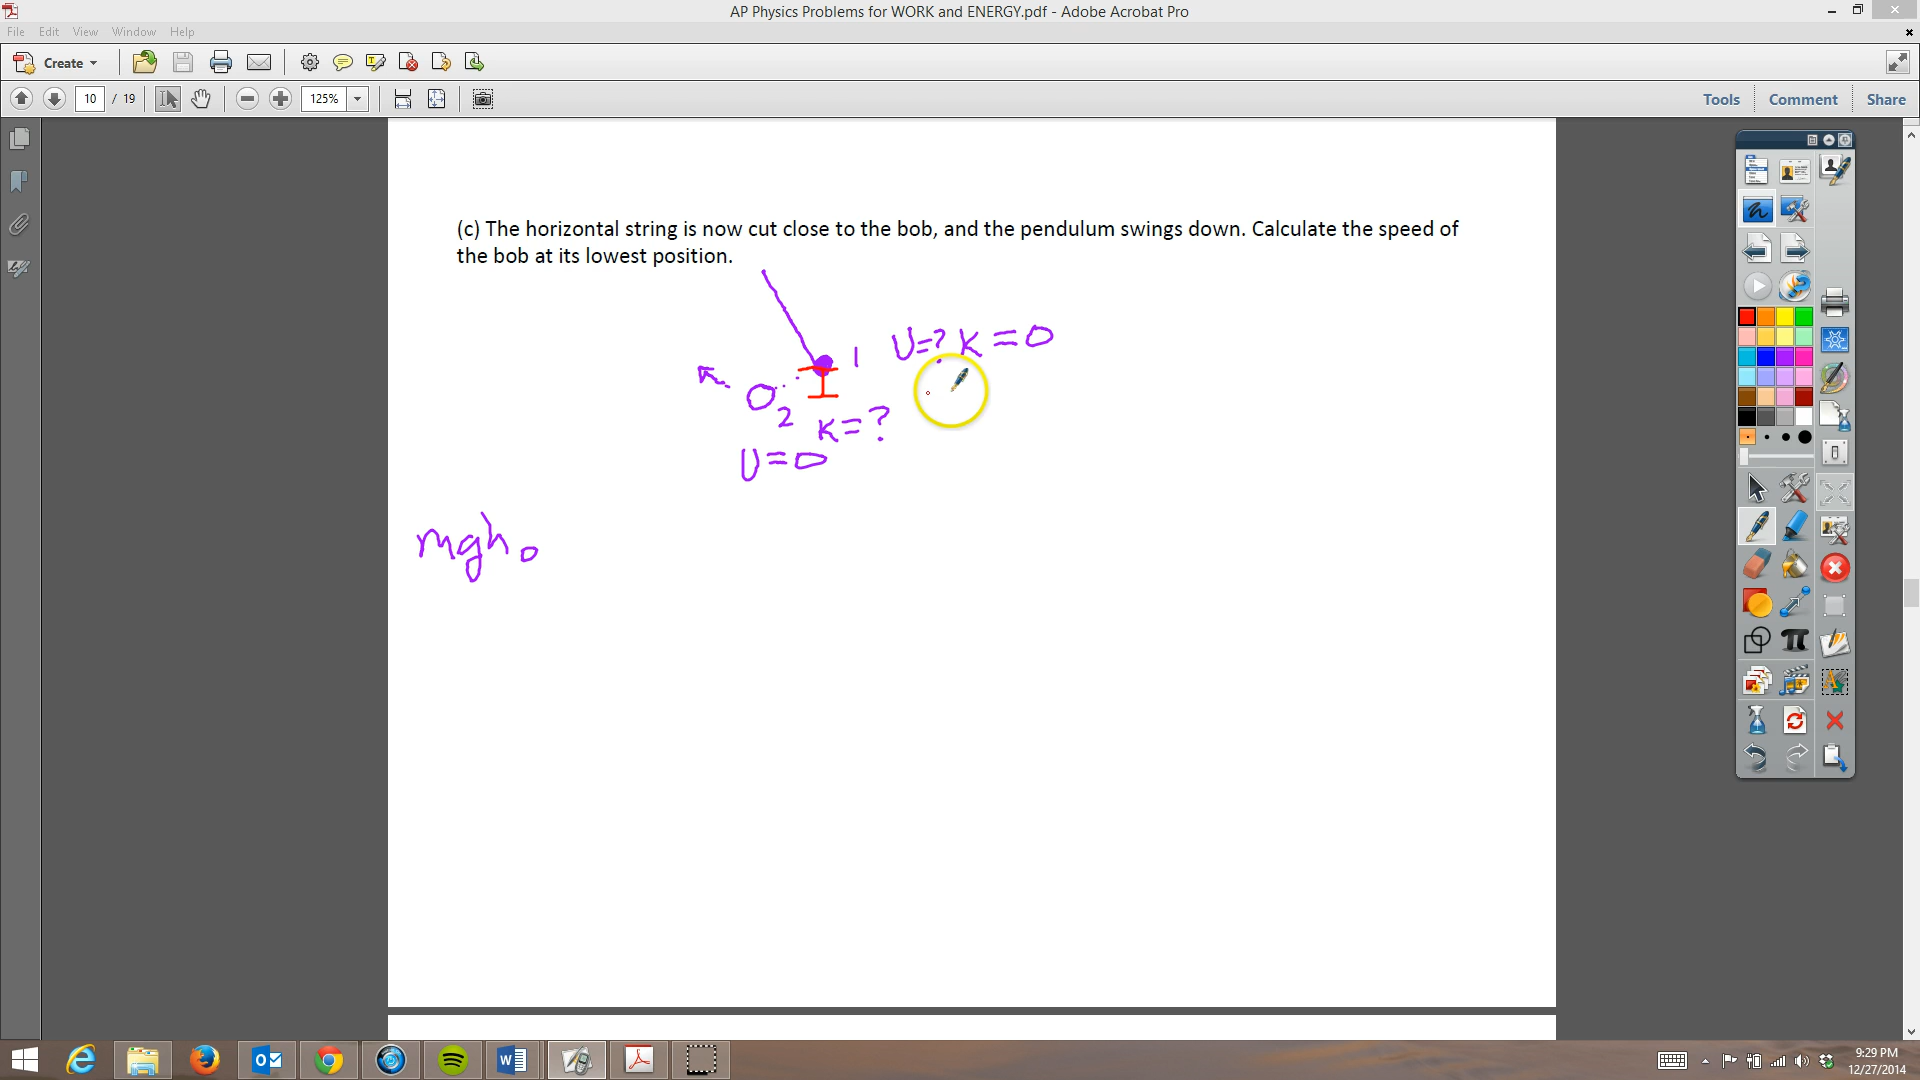 AP Physics Problems for WORK and ENERGY.pdf - Adobe Acrobat Pro
File Edit View Window Help
Create
10 / 19 125% Tools Comment Share
(c) The horizontal string is now cut close to the bob, and the pendulum swings down. Calculate the speed of
the bob at its lowest position.
1 U=? K=0
2 K=?
U=0
mgh₀
9:29 PM
12/27/2014